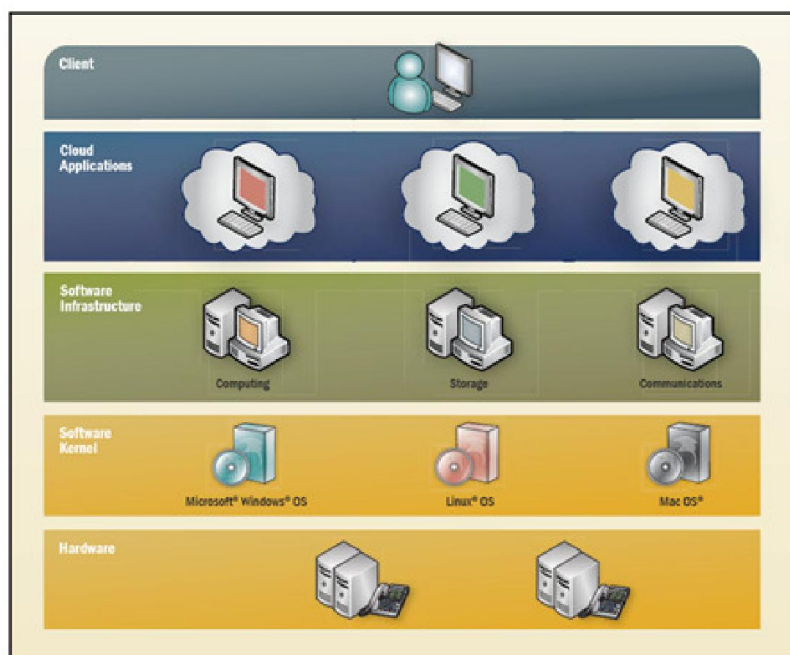 Client
Cloud
Applications
Software
Infrastructure
Computing
Storage
Communications
Software
Kernel
Microsoft® Windows® OS
Linux® OS
Mac OS®
Hardware